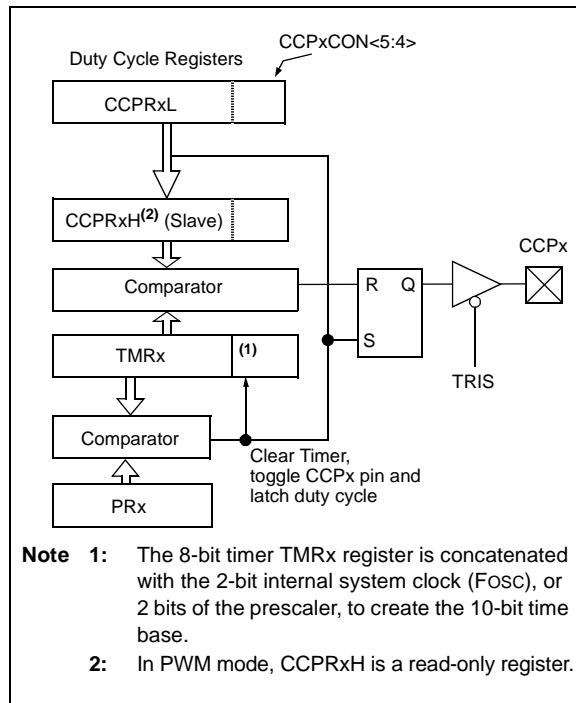 CCPxCON<5:4>
Duty Cycle Registers
CCPRxL
CCPRxH(2) (Slave)
CCPx
Comparator
R Q
TMRx (1)
S
TRIS
Comparator
Clear Timer,
toggle CCPx pin and
latch duty cycle
PRx
Note 1: The 8-bit timer TMRx register is concatenated
with the 2-bit internal system clock (FOSC), or
2 bits of the prescaler, to create the 10-bit time
base.
2: In PWM mode, CCPRxH is a read-only register.